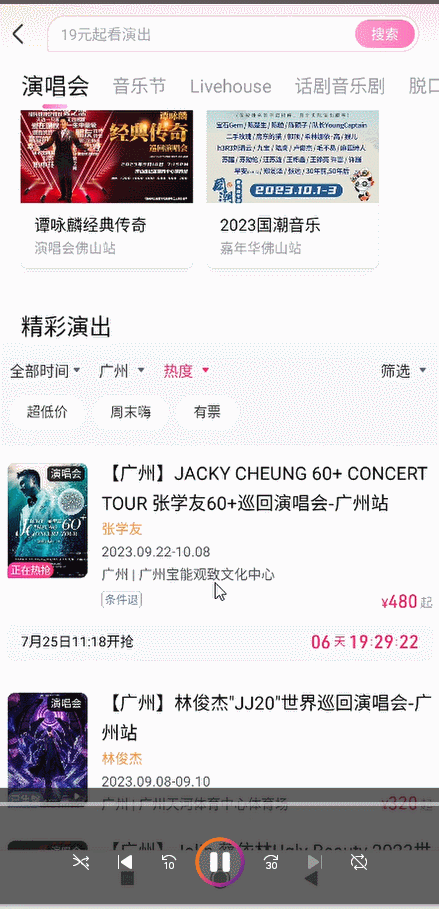 19元起看演出
搜索
演唱会
音乐节
Livehouse
话剧音乐剧
脱口
谭咏麟
经典传奇
巡回演唱会
2023.10.1-3
谭咏麟经典传奇
演唱会佛山站
2023国潮音乐
嘉年华佛山站
精彩演出
全部时间
广州
热度
筛选
超低价
周末嗨
有票
演唱会
60+
正在热抢
【广州】JACKY CHEUNG 60+ CONCERT
TOUR 张学友60+巡回演唱会-广州站
张学友
2023.09.22-10.08
广州 | 广州宝能观致文化中心
条件退
¥480起
7月25日11:18开抢
06天19:29:22
演唱会
【广州】林俊杰"JJ20"世界巡回演唱会-广
州站
林俊杰
2023.09.08-09.10
广州 | 广州天河体育中心体育场
¥320起
10
30